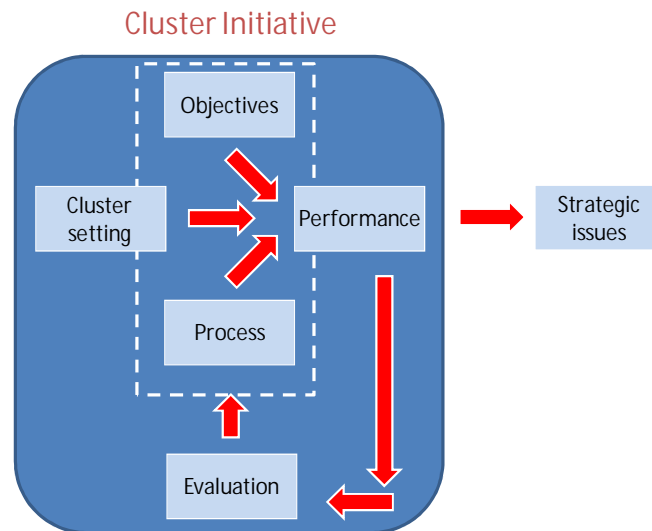 Cluster Initiative
Objectives
Cluster
setting
Performance
Strategic
issues
Process
Evaluation